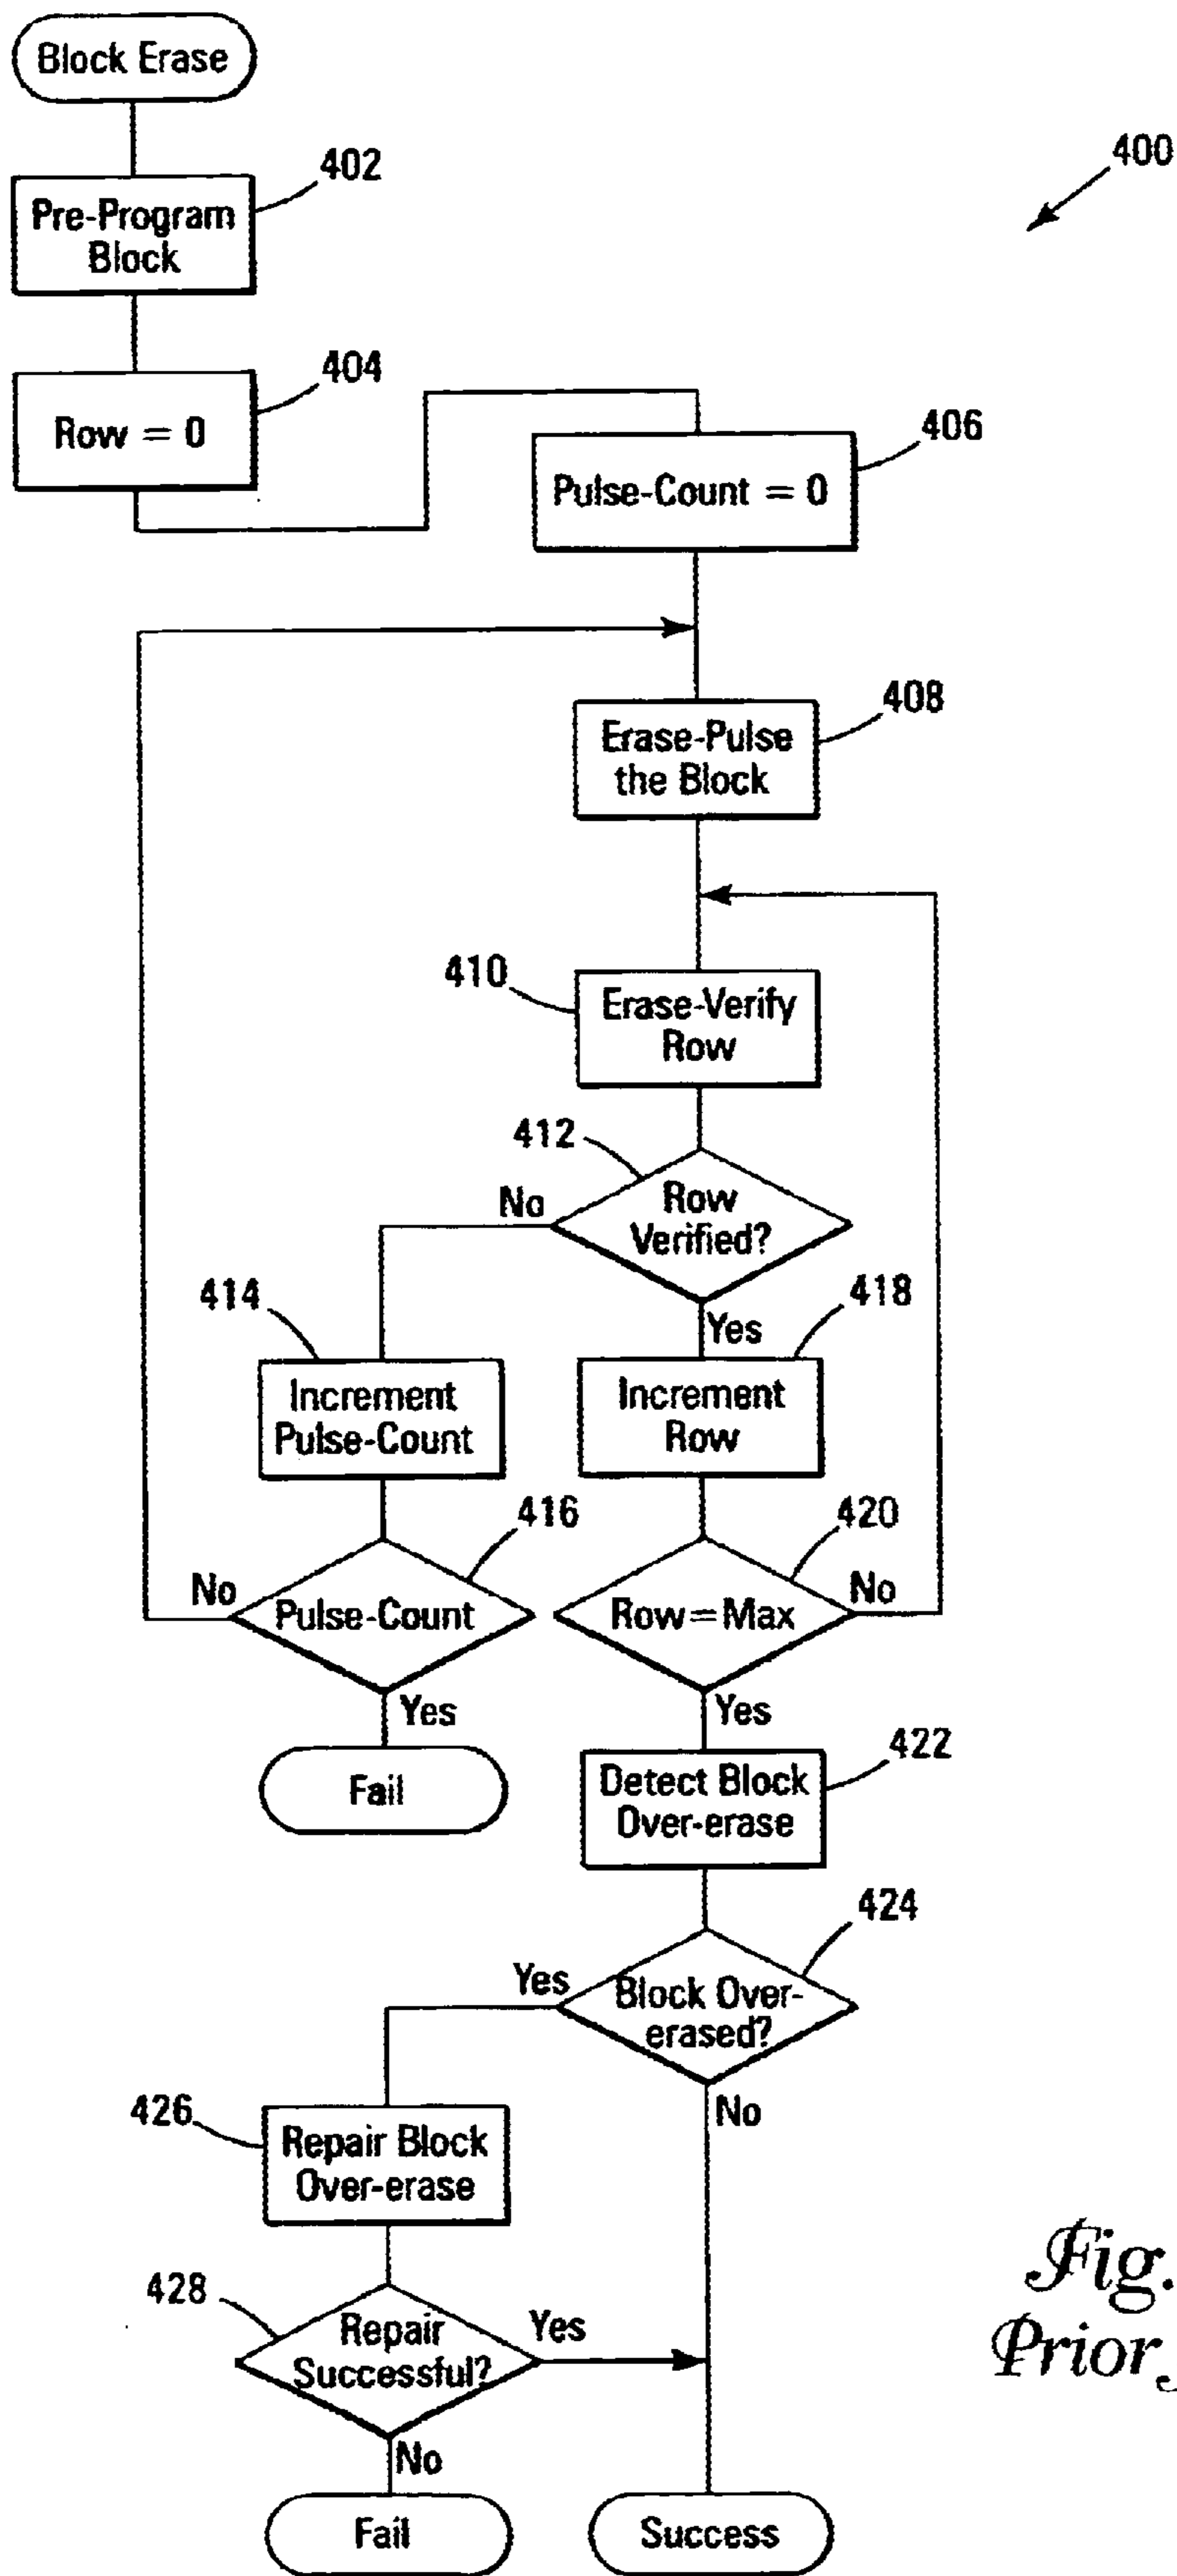 Block Erase
402
400
Pre-Program
Block
404
Row = 0
406
Pulse-Count = 0
408
Erase-Pulse
the Block
410
Erase-Verify
Row
412
No
Row
Verified?
414
418
Yes
Increment
Pulse-Count
Increment
Row
416
420
No
Pulse-Count
Row=Max
No
Yes
Yes
422
Fail
Detect Block
Over-erase
424
Yes
Block Over-
erased?
426
No
Repair Block
Over-erase
Fig.
428
Repair
Successful?
Yes
Prior
No
Fail
Success